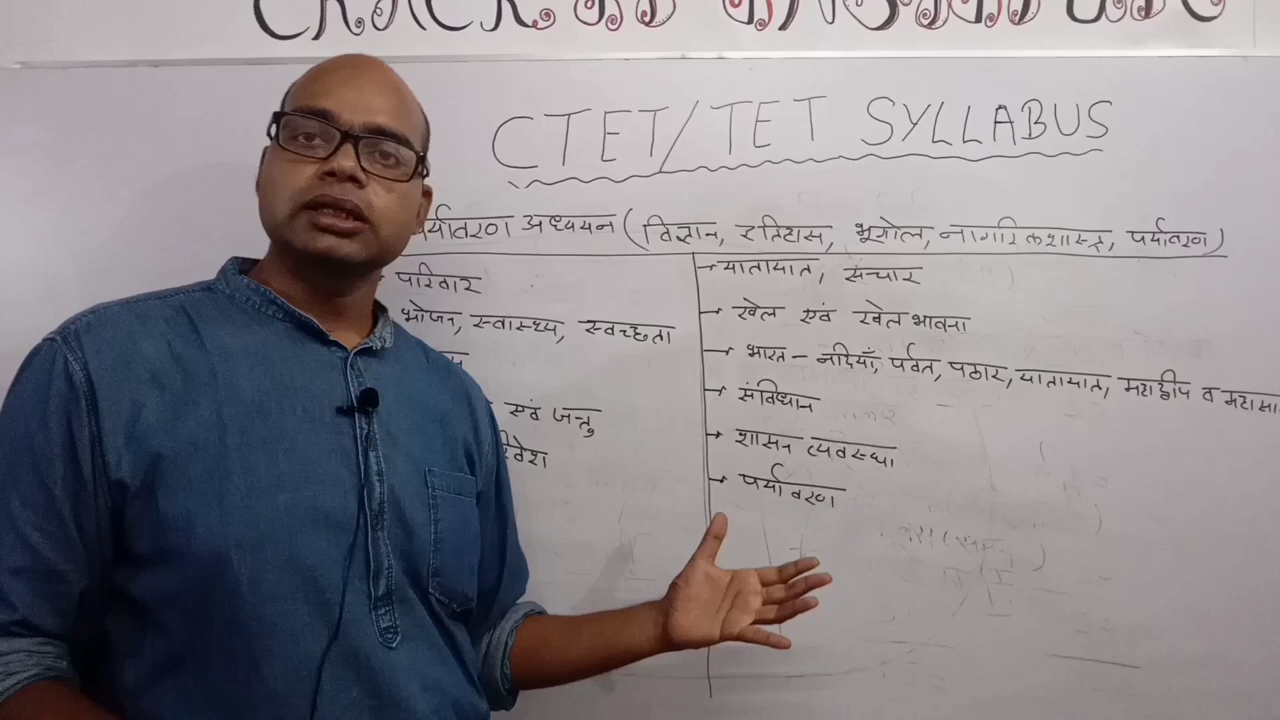 CTET/TET SYLLABUS
पर्यावरण अध्ययन (विज्ञान, इतिहास, भूगोल, नागरिकशास्त्र, पर्यावरण)
परिवार
भोजन, स्वास्थ्य, स्वच्छता
एवं जन्तु
→ यातायात, संचार
→ खेल एवं खेल भावना
→ भारत - नदियाँ, पर्वत, पठार, यातायात, महाद्वीप व
→ संविधान
→ शासन व्यवस्था
→ पर्यावरण